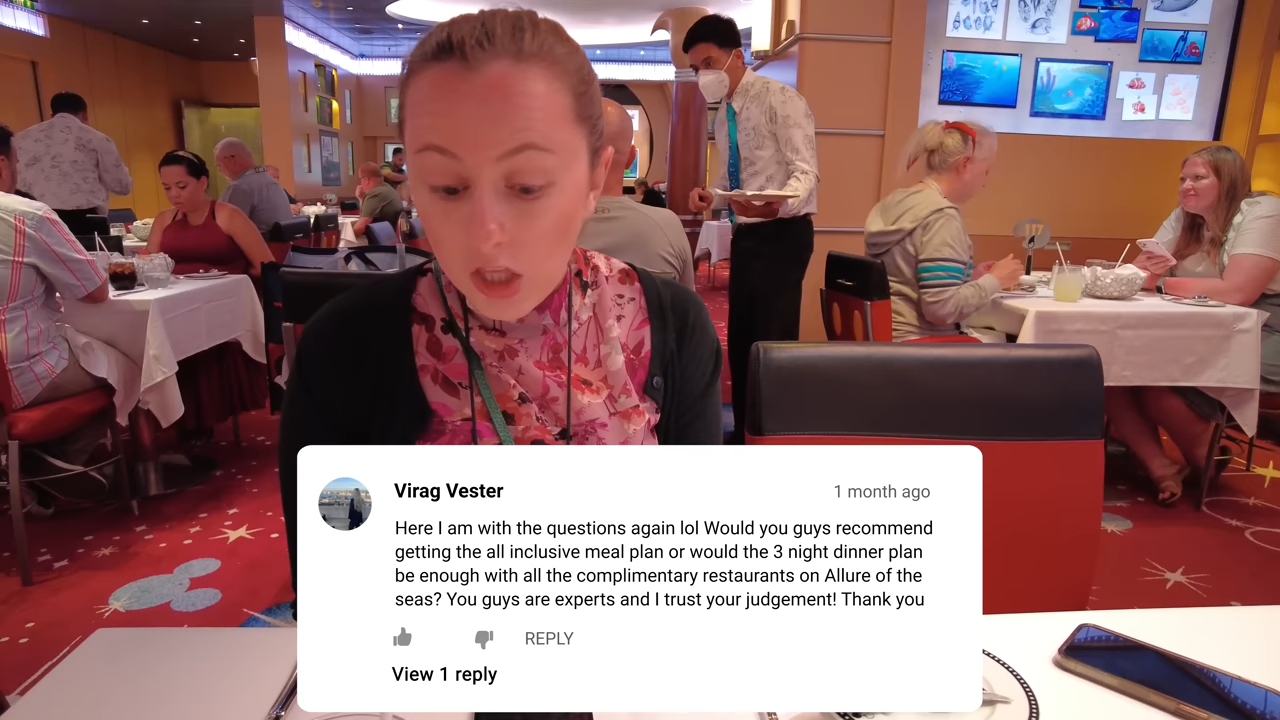 Virag Vester
1 month ago
Here I am with the questions again lol Would you guys recommend
getting the all inclusive meal plan or would the 3 night dinner plan
be enough with all the complimentary restaurants on Allure of the
seas? You guys are experts and I trust your judgement! Thank you
REPLY
View 1 reply